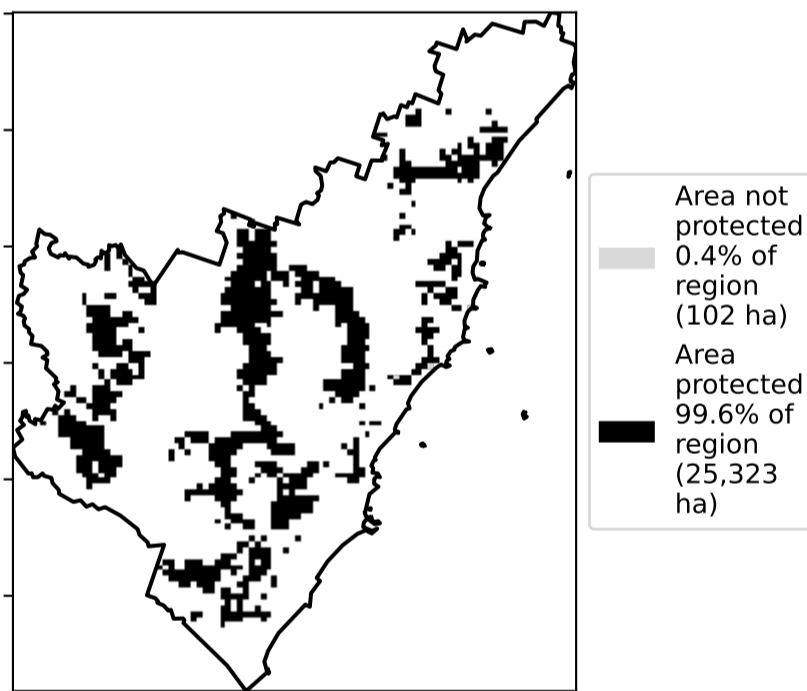 Area not
protected
0.4% of
region
(102 ha)
Area
protected
99.6% of
region
(25,323
ha)